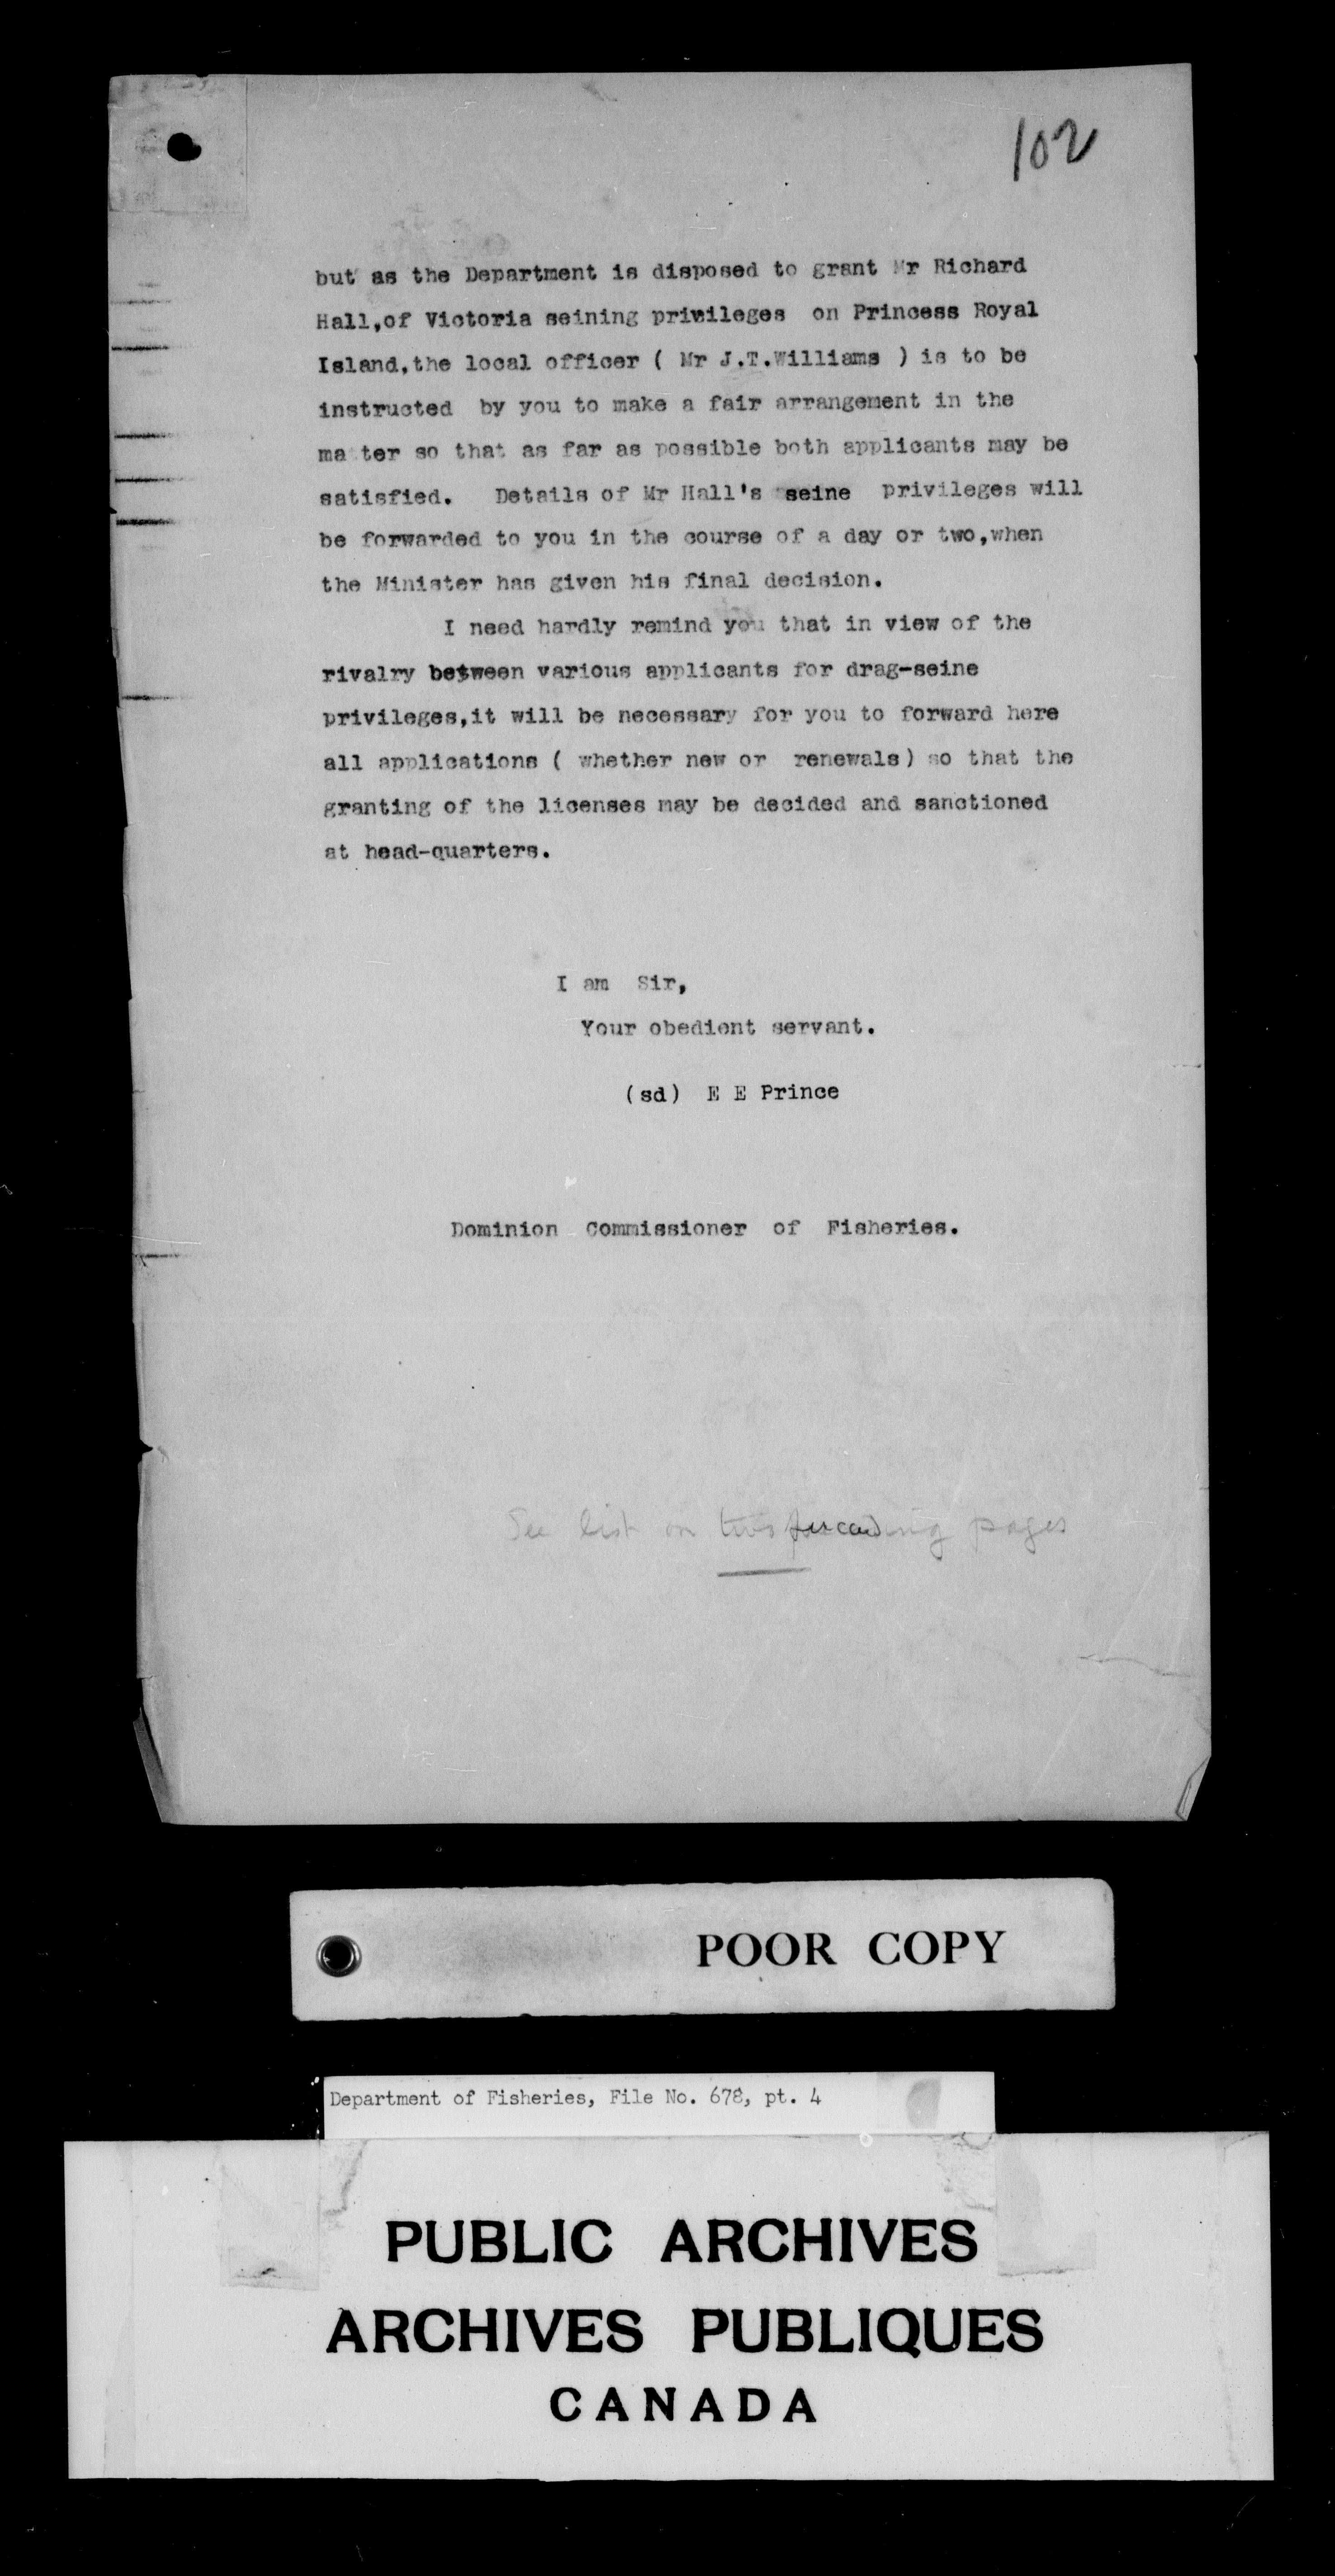 102
but as the Department is disposed to grant Mr Richard
Hall,of Victoria seining privileges on Princess Royal
Island,the local officer ( Mr J.T.Williams ) is to be
instructed by you to make a fair arrangement in the
matter so that as far as possible both applicants may be
satisfied. Details of Mr Hall's seine privileges will
be forwarded to you in the course of a day or two,when
the Minister has given his final decision.
I need hardly remind you that in view of the
rivalry between various applicants for drag-seine
privileges,it will be necessary for you to forward here
all applications ( whether new or renewals) so that the
granting of the licenses may be decided and sanctioned
at head-quarters.
I am Sir,
Your obedient servant.
(sd) E E Prince
Dominion Commissioner of Fisheries.
See list on two preceding pages
POOR COPY
Department of Fisheries, File No. 678, pt. 4
PUBLIC ARCHIVES
ARCHIVES PUBLIQUES
CANADA